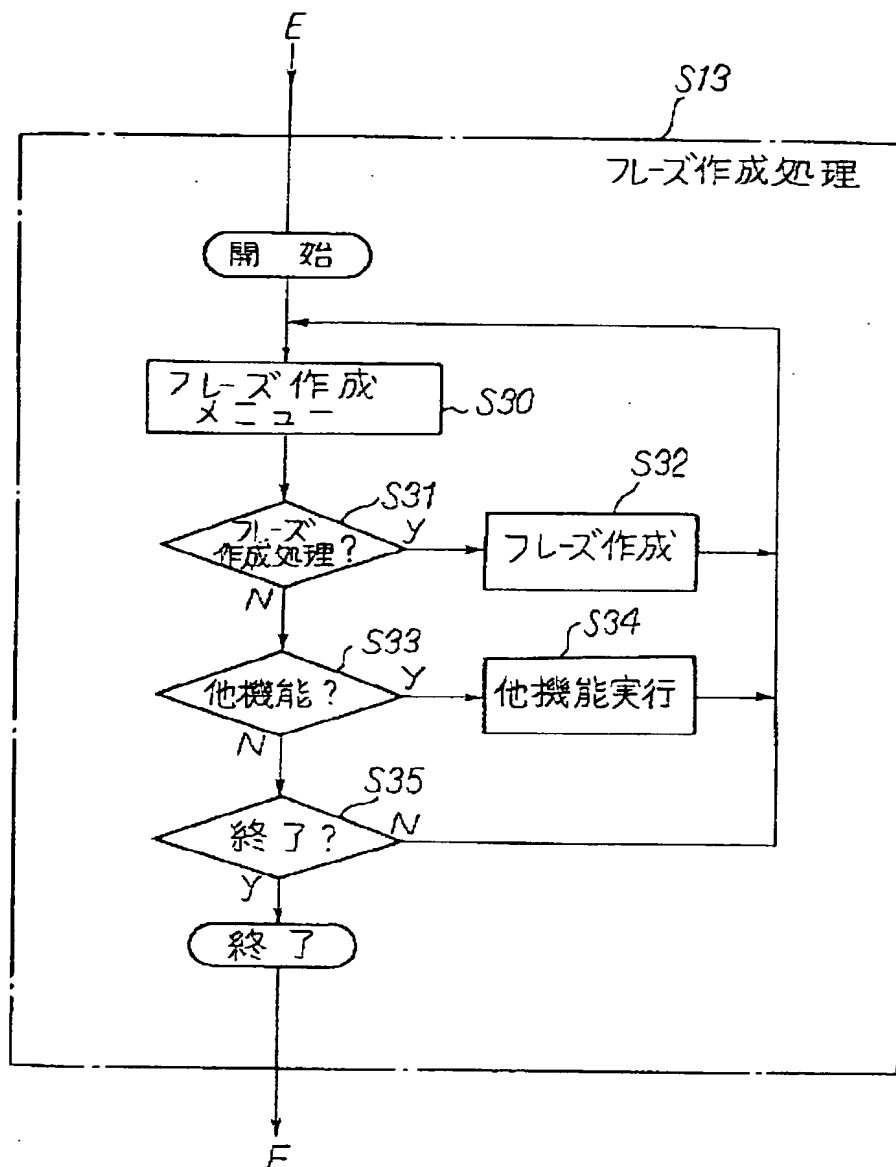 E
S13
フレーズ作成処理
開 始
フレーズ作成
メニュー
S30
S31
フレーズ
作成処理?
Y
N
S32
フレーズ作成
S33
他機能?
Y
N
S34
他機能実行
S35
終了?
N
Y
終了
F